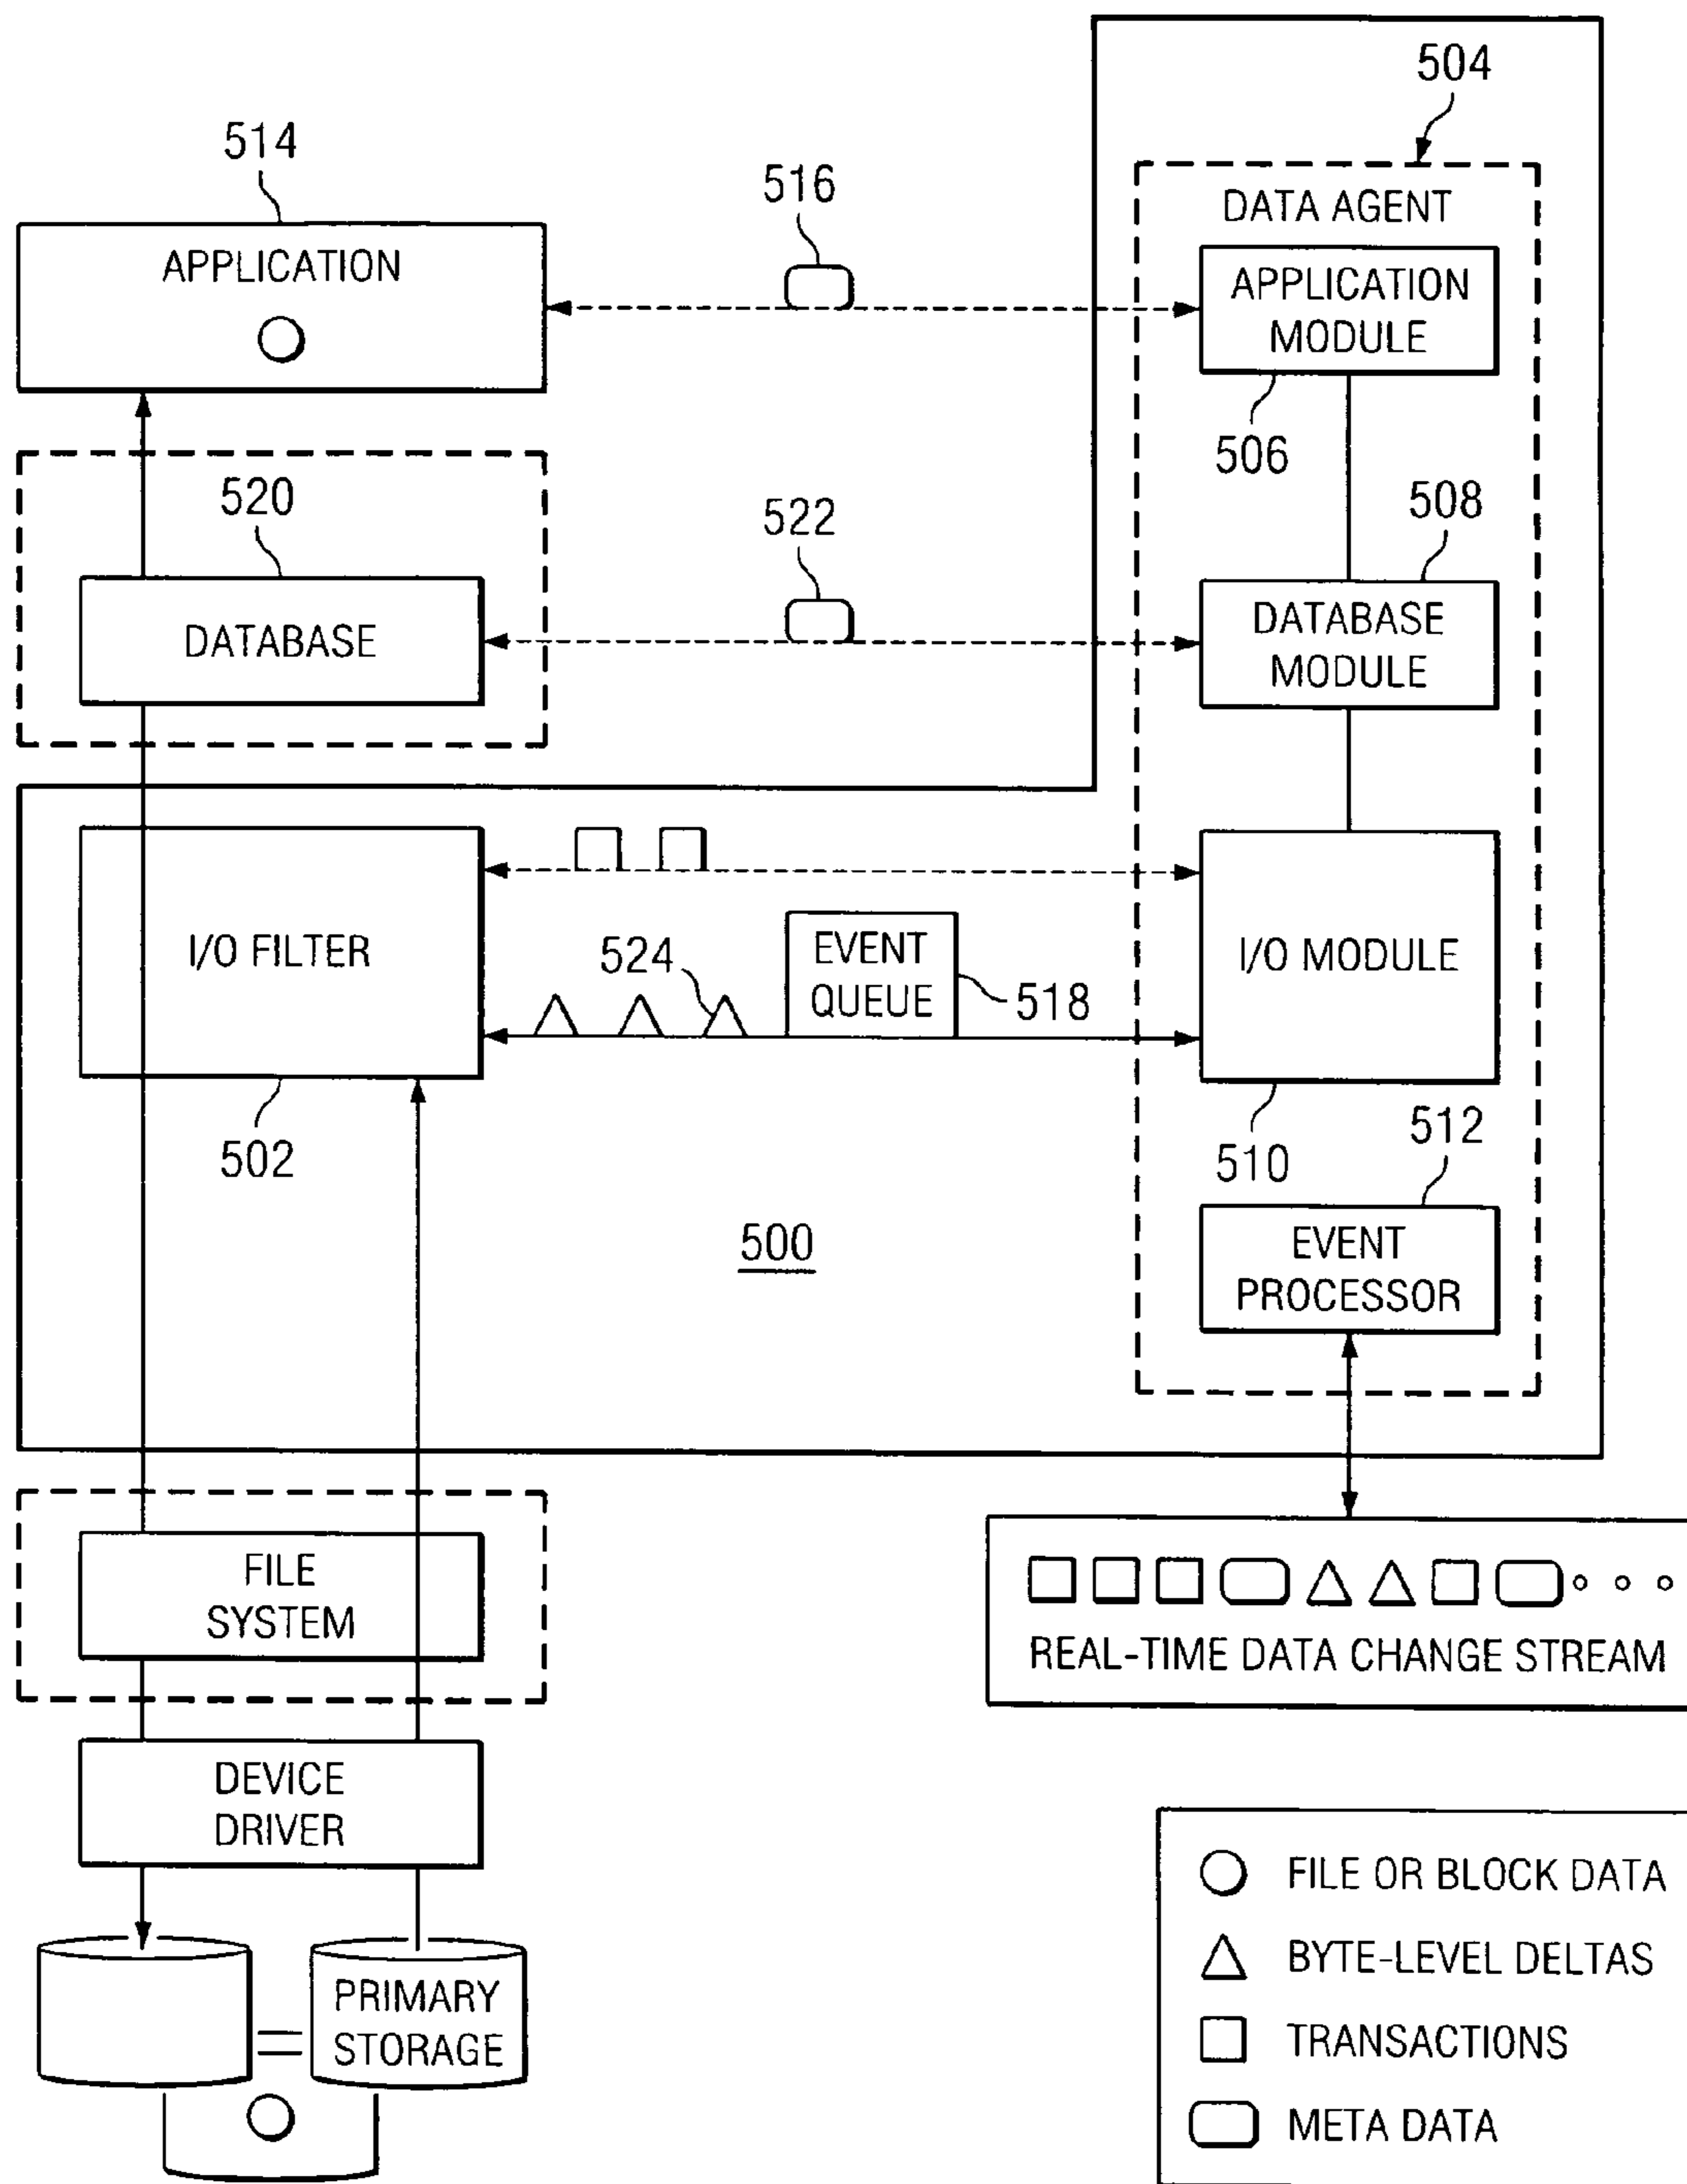 504
514
516
DATA AGENT
APPLICATION
APPLICATION
MODULE
506
520
522
508
DATABASE
DATABASE
MODULE
I/O FILTER
524
EVENT
QUEUE
518
I/O MODULE
502
510
512
500
EVENT
PROCESSOR
FILE
SYSTEM
REAL-TIME DATA CHANGE STREAM
DEVICE
DRIVER
PRIMARY
STORAGE
FILE OR BLOCK DATA
BYTE-LEVEL DELTAS
TRANSACTIONS
META DATA